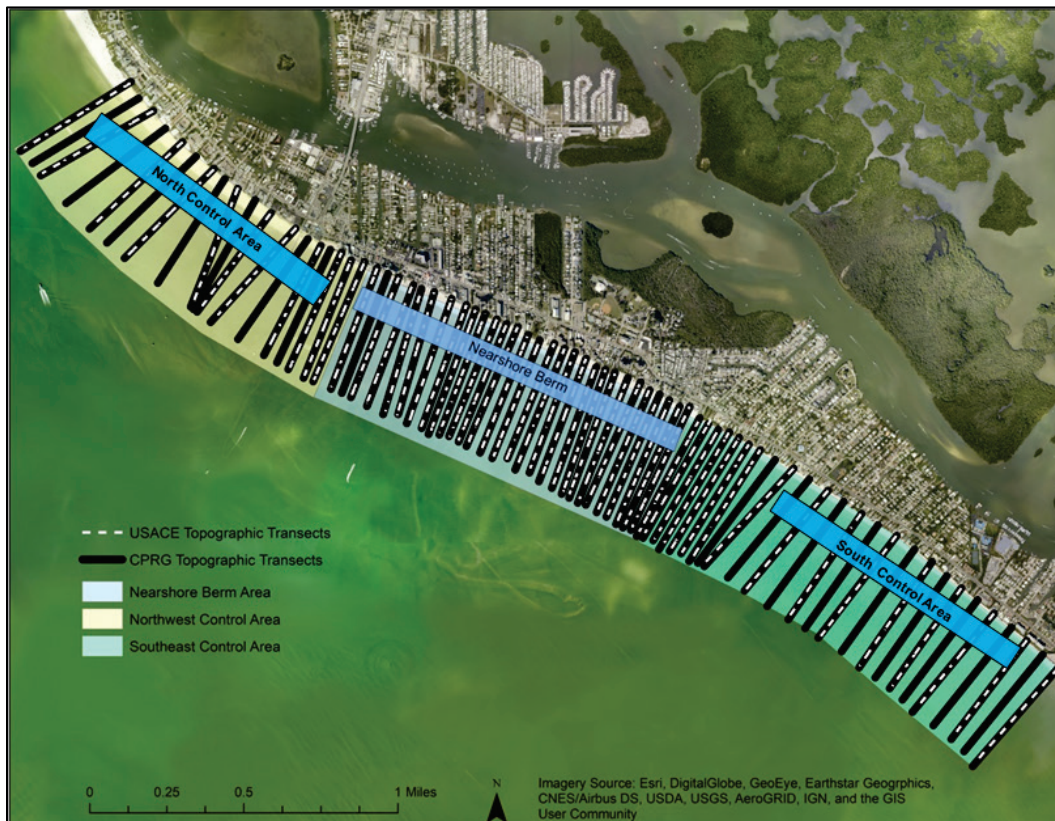 North Control Area
Nearshore Berm
South Control Area
USACE Topographic Transects
CPRG Topographic Transects
Nearshore Berm Area
Northwest Control Area
Southeast Control Area
0 0.25 0.5 1 Miles
N
Imagery Source: Esri, DigitalGlobe, GeoEye, Earthstar Geogrphics,
CNES/Airbus DS, USDA, USGS, AeroGRID, IGN, and the GIS
User Community